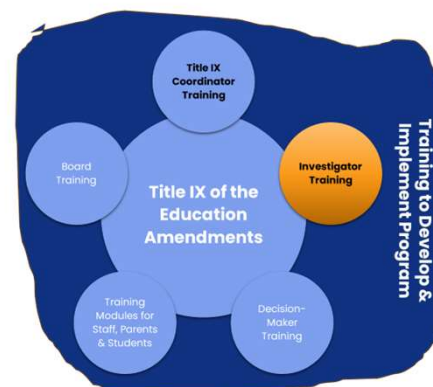 Title IX
Coordinator
Training
Board
Training
Investigator
Training
Title IX of the
Education
Amendments
Training
Modules for
Staff, Parents
& Students
Decision-
Maker
Training
Training to Develop &
Implement Program